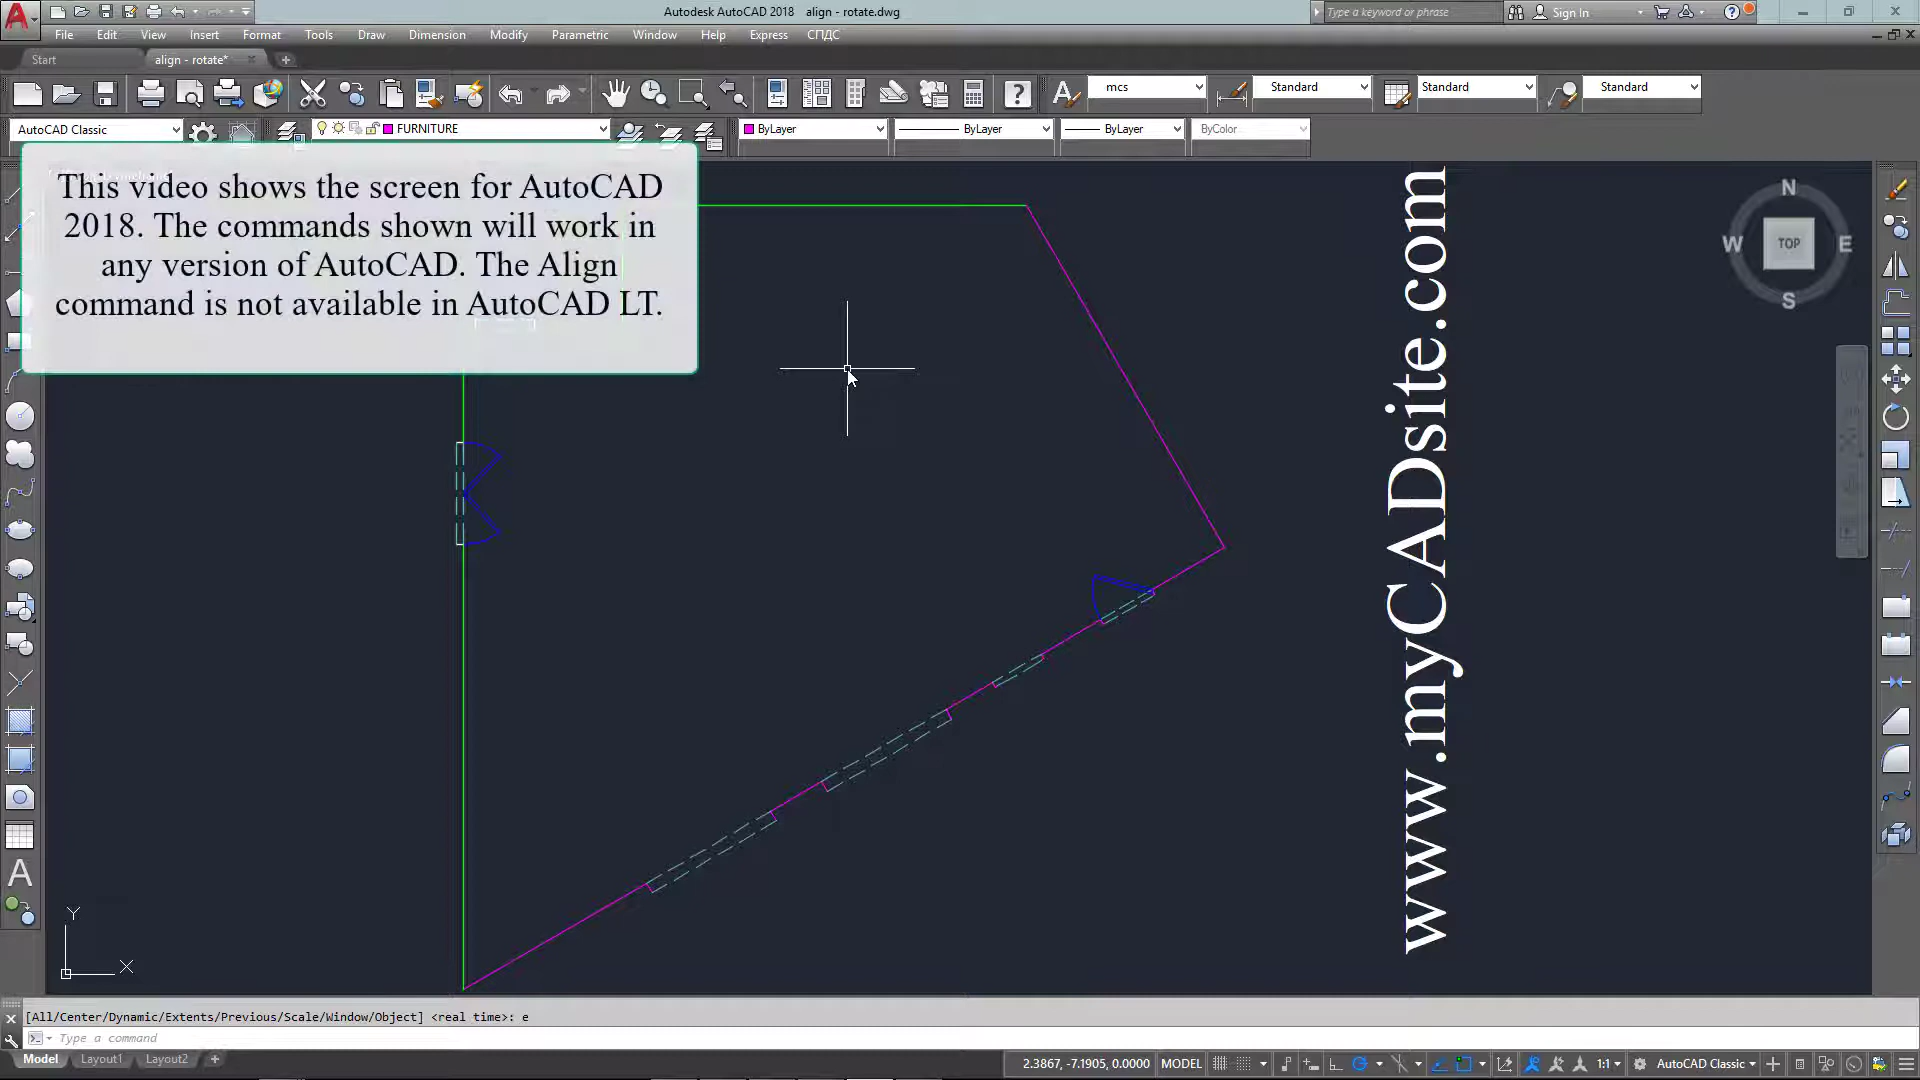 Autodesk AutoCAD 2018 align - rotate.dwg
Type a keyword or phrase
Sign In
File Edit View Insert Format Tools Draw Dimension Modify Parametric Window Help Express СПДС
Start align - rotate*
mcs Standard Standard Standard
AutoCAD Classic FURNITURE ByLayer ByLayer ByLayer ByColor
This video shows the screen for AutoCAD
2018. The commands shown will work in
any version of AutoCAD. The Align
command is not available in AutoCAD LT.
N
W TOP E
S
www.myCADsite.com
Y
X
[All/Center/Dynamic/Extents/Previous/Scale/Window/Object] <real time>: e
Type a command
Model Layout1 Layout2 +
2.3867, -7.1905, 0.0000 MODEL 1:1 AutoCAD Classic